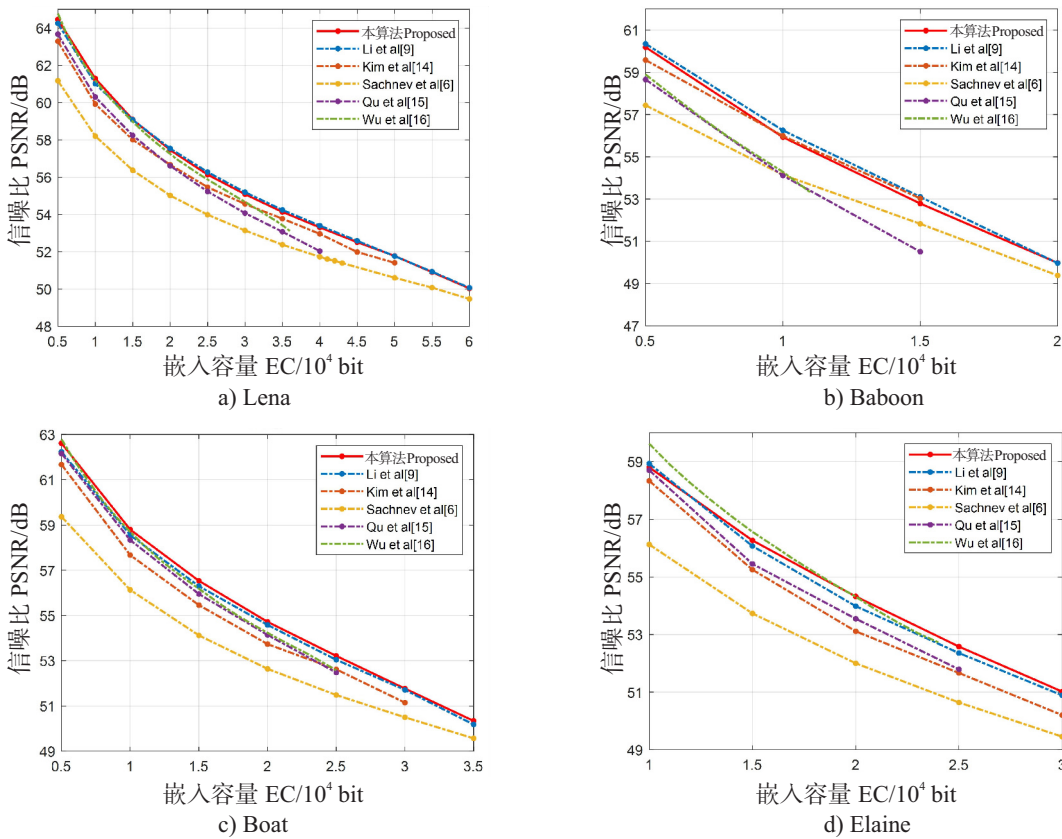 信噪比 PSNR/dB
64
62
60
58
56
54
52
50
48
0.5 1 1.5 2 2.5 3 3.5 4 4.5 5 5.5 6
本算法Proposed
Li et al[9]
Kim et al[14]
Sachnev et al[6]
Qu et al[15]
Wu et al[16]
嵌入容量 EC/10⁴ bit
a) Lena
信噪比 PSNR/dB
61
59
57
55
53
51
49
47
0.5 1 1.5 2
本算法Proposed
Li et al[9]
Kim et al[14]
Sachnev et al[6]
Qu et al[15]
Wu et al[16]
嵌入容量 EC/10⁴ bit
b) Baboon
信噪比 PSNR/dB
63
61
59
57
55
53
51
49
0.5 1 1.5 2 2.5 3 3.5
本算法Proposed
Li et al[9]
Kim et al[14]
Sachnev et al[6]
Qu et al[15]
Wu et al[16]
嵌入容量 EC/10⁴ bit
c) Boat
信噪比 PSNR/dB
59
57
55
53
51
49
1 1.5 2 2.5 3
本算法Proposed
Li et al[9]
Kim et al[14]
Sachnev et al[6]
Qu et al[15]
Wu et al[16]
嵌入容量 EC/10⁴ bit
d) Elaine